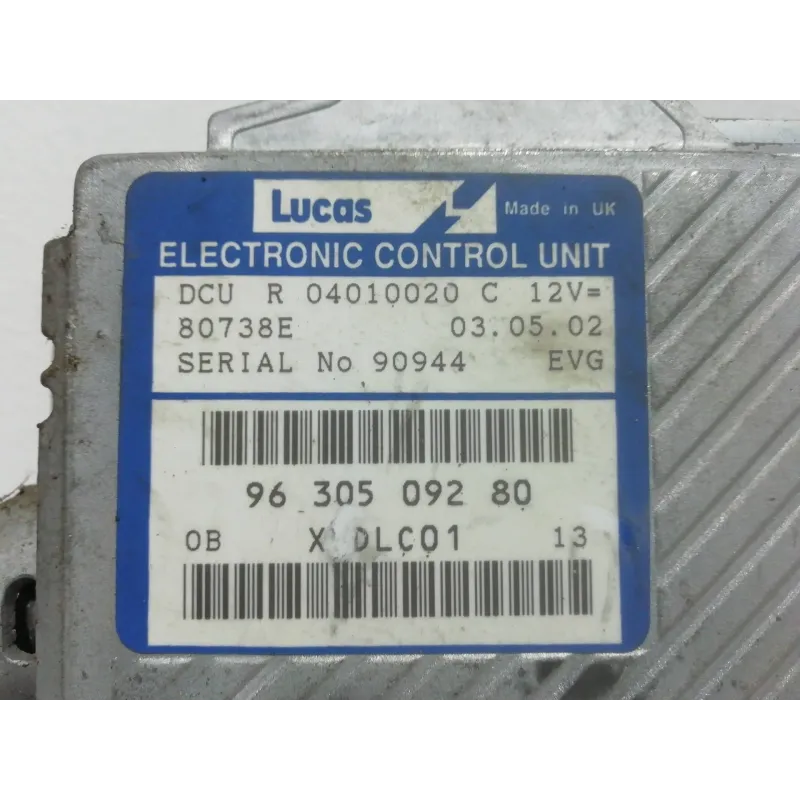 Lucas Made in UK
ELECTRONIC CONTROL UNIT
DCU R 04010020 C 12V=
80738E 03.05.02
SERIAL No 90944 EVG
96 305 092 80
0B X DLC01 13